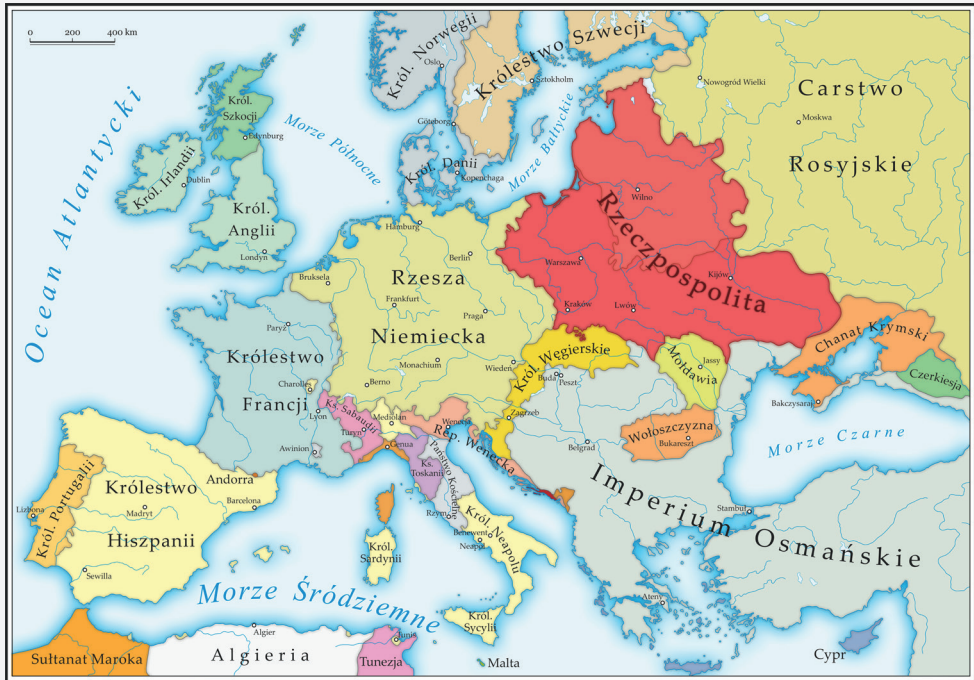 0 200 400 km
Ocean Atlantycki
Morze Północne
Morze Bałtyckie
Morze Śródziemne
Morze Czarne
Król. Norwegii
Oslo
Królestwo Szwecji
Sztokholm
Göteborg
Nowogród Wielki
Carstwo
Moskwa
Rosyjskie
Król.
Szkocji
Edynburg
Król. Irlandii
Dublin
Król.
Anglii
Londyn
Król. Danii
Kopenchaga
Hamburg
Berlin
Rzesza
Niemiecka
Bruksela
Frankfurt
Praga
Monachium
Wiedeń
Berno
Wilno
Rzeczpospolita
Warszawa
Kijów
Kraków
Lwów
Paryż
Królestwo
Francji
Charolles
Lyon
Awinion
Ks. Sabaudii
Turyn
Mediolan
Genua
Wenecja
Rep. Wenecka
Ks.
Toskanii
Państwo Kościelne
Rzym
Benewent
Neapol
Król. Neapolu
Król.
Sardynii
Król.
Sycylii
Król. Węgierskie
Buda
Peszt
Zagrzeb
Mołdawia
Jassy
Wołoszczyzna
Bukareszt
Belgrad
Chanat Krymski
Bakczysaraj
Czerkiesja
Imperium Osmańskie
Stambuł
Ateny
Król. Portugalii
Lizbona
Królestwo
Hiszpanii
Madryt
Andorra
Barcelona
Sewilla
Sułtanat Maroka
Algier
Algieria
Tunis
Tunezja
Malta
Cypr